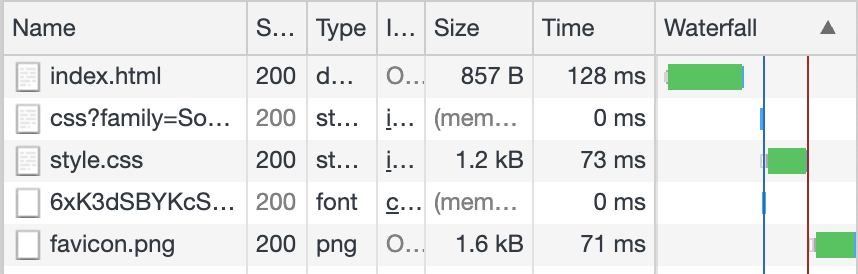 Name S... Type I... Size Time Waterfall ▲
index.html 200 d... O... 857 B 128 ms
css?family=So... 200 st... i... (mem... 0 ms
style.css 200 st... i... 1.2 kB 73 ms
6xK3dSBYKcS... 200 font c... (mem... 0 ms
favicon.png 200 png O... 1.6 kB 71 ms